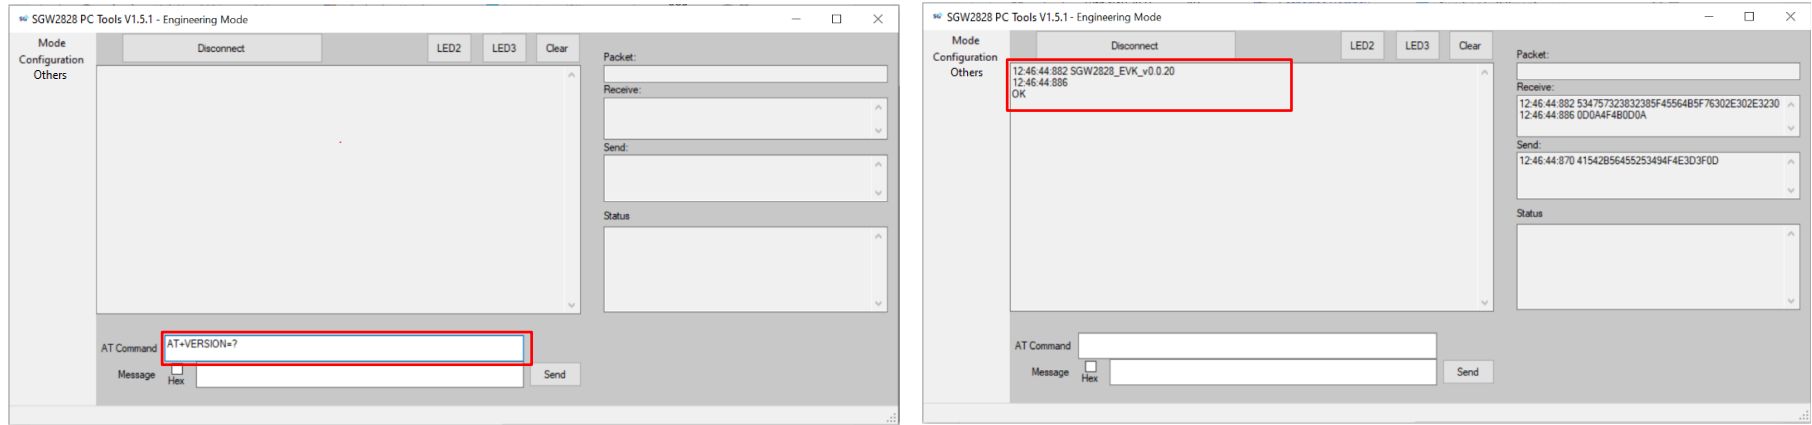 SGW2828 PC Tools V1.5.1 - Engineering Mode
Mode
Configuration
Others
Disconnect
LED2
LED3
Clear
Packet:
Receive:
Send:
Status
AT Command
AT+VERSION=?
Message
Hex
Send
SGW2828 PC Tools V1.5.1 - Engineering Mode
Mode
Configuration
Others
Disconnect
LED2
LED3
Clear
12:46:44:882 SGW2828_EVK_v0.0.20
12:46:44:886
OK
Packet:
Receive:
12:46:44:882 534757323832385F45564B5F76302E302E3230
12:46:44:886 0D0A4F4B0D0A
Send:
12:46:44:870 41542B56455253494F4E3D3F0D
Status
AT Command
Message
Hex
Send